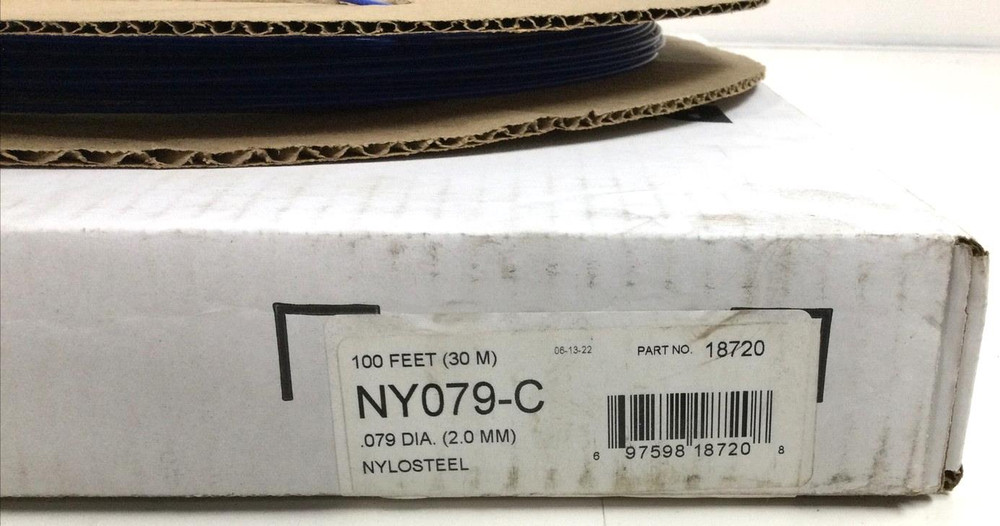 100 FEET (30 M)
06-13-22
PART NO. 18720
NY079-C
.079 DIA. (2.0 MM)
NYLOSTEEL
6 97598 18720 8